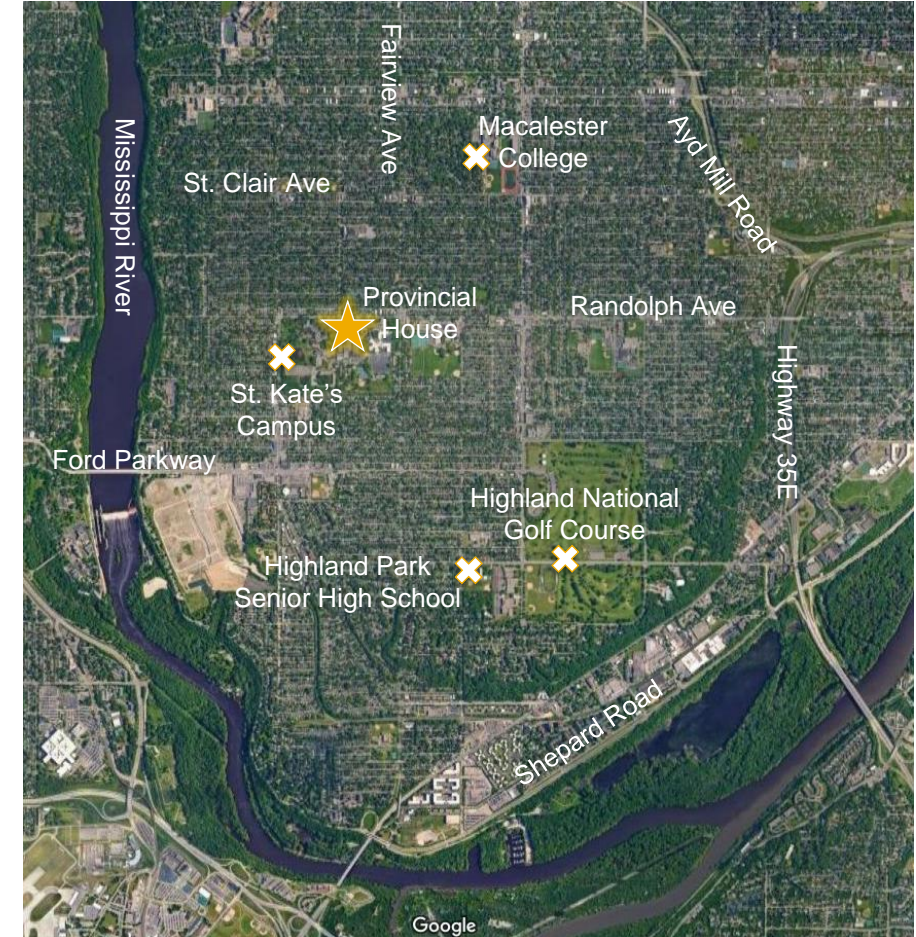 Fairview Ave
Macalester
College
Ayd Mill Road
Mississippi River
St. Clair Ave
Provincial
House
Randolph Ave
St. Kate's
Campus
Highway 35E
Ford Parkway
Highland National
Golf Course
Highland Park
Senior High School
Shepard Road
Google